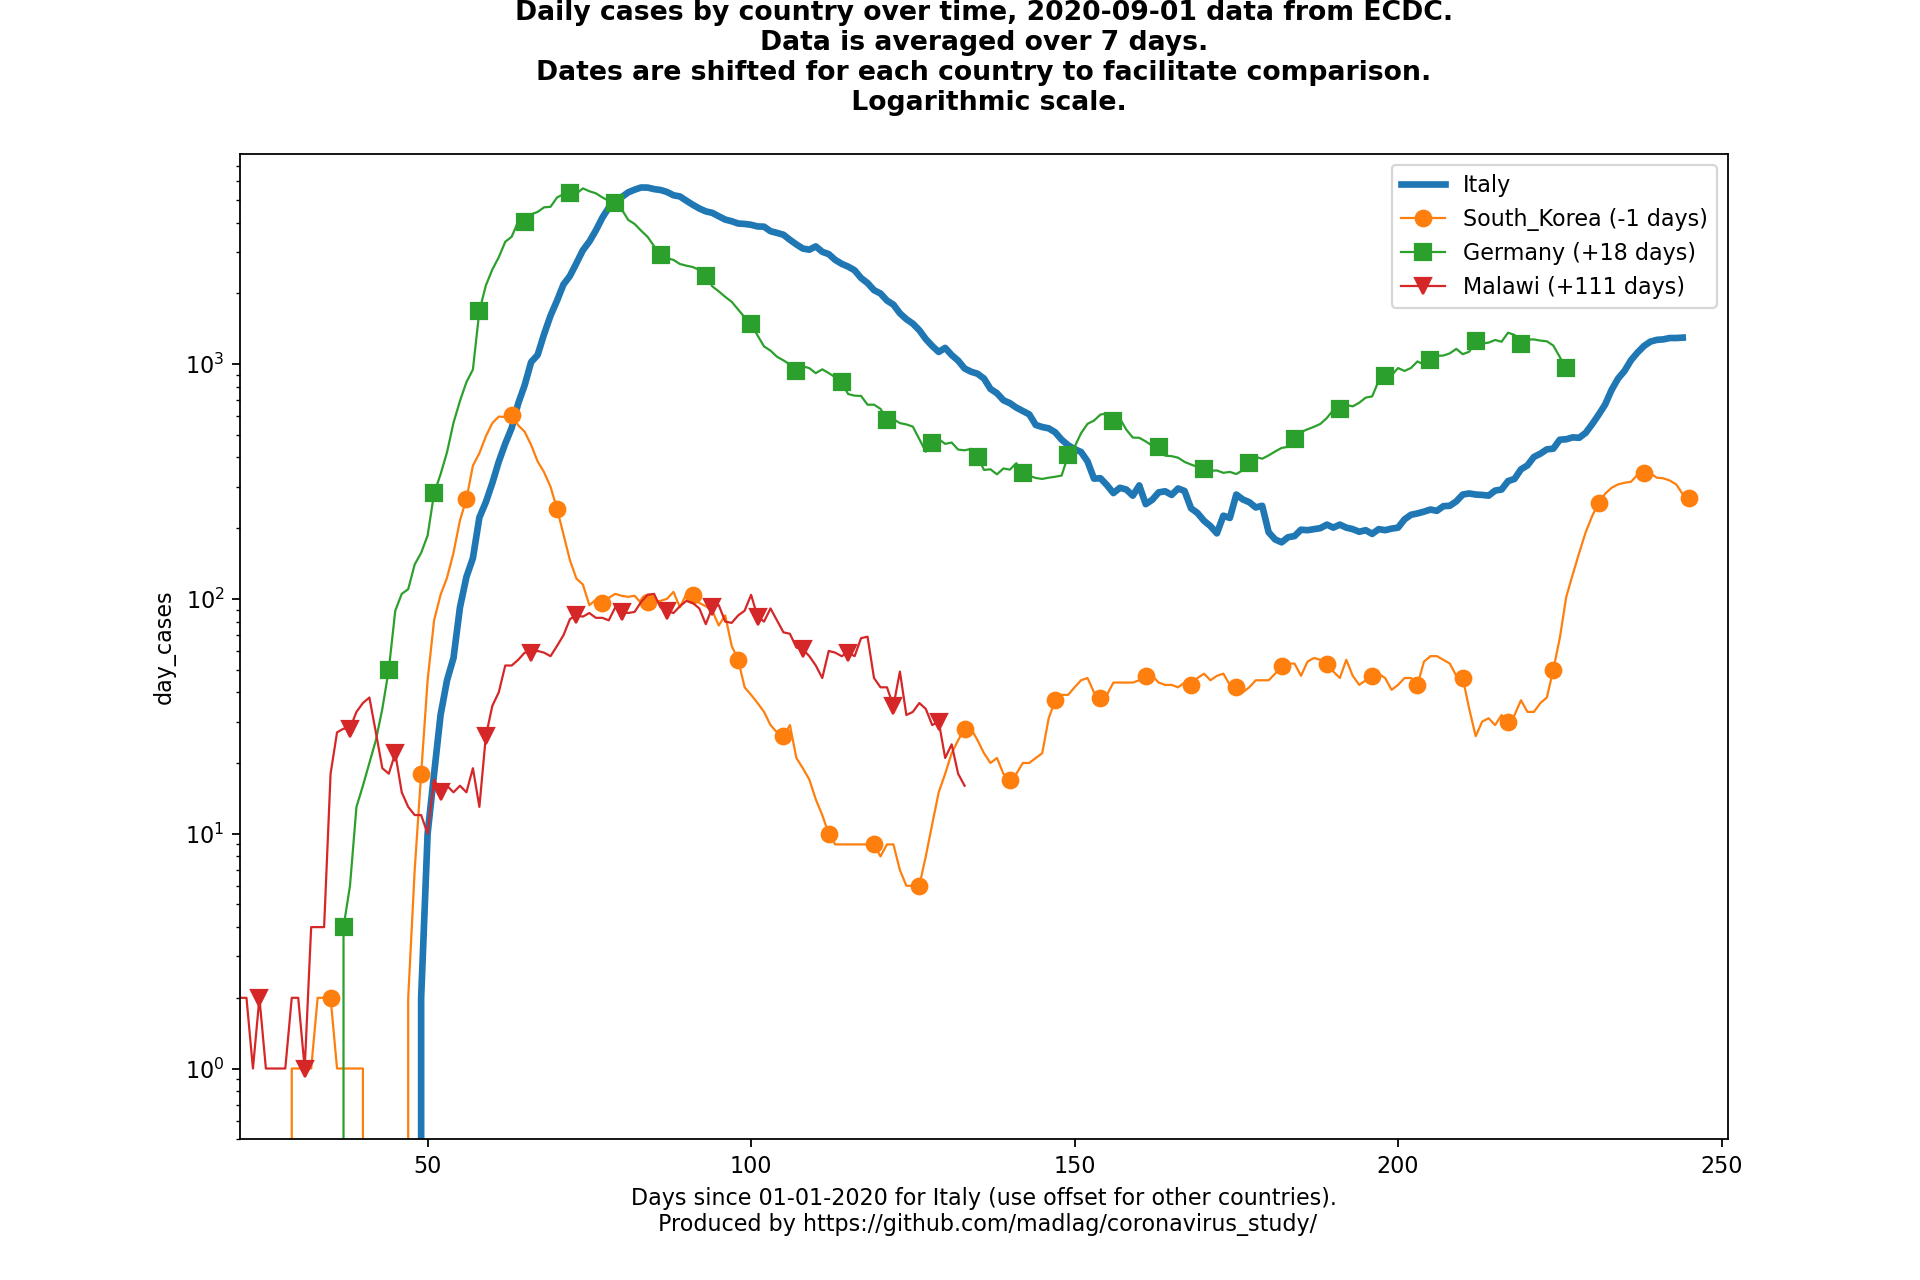 Daily cases by country over time, 2020-09-01 data from ECDC.
Data is averaged over 7 days.
Dates are shifted for each country to facilitate comparison.
Logarithmic scale.
Italy
South_Korea (-1 days)
Germany (+18 days)
Malawi (+111 days)
day_cases
10³
10²
10¹
10⁰
50
100
150
200
250
Days since 01-01-2020 for Italy (use offset for other countries).
Produced by https://github.com/madlag/coronavirus_study/